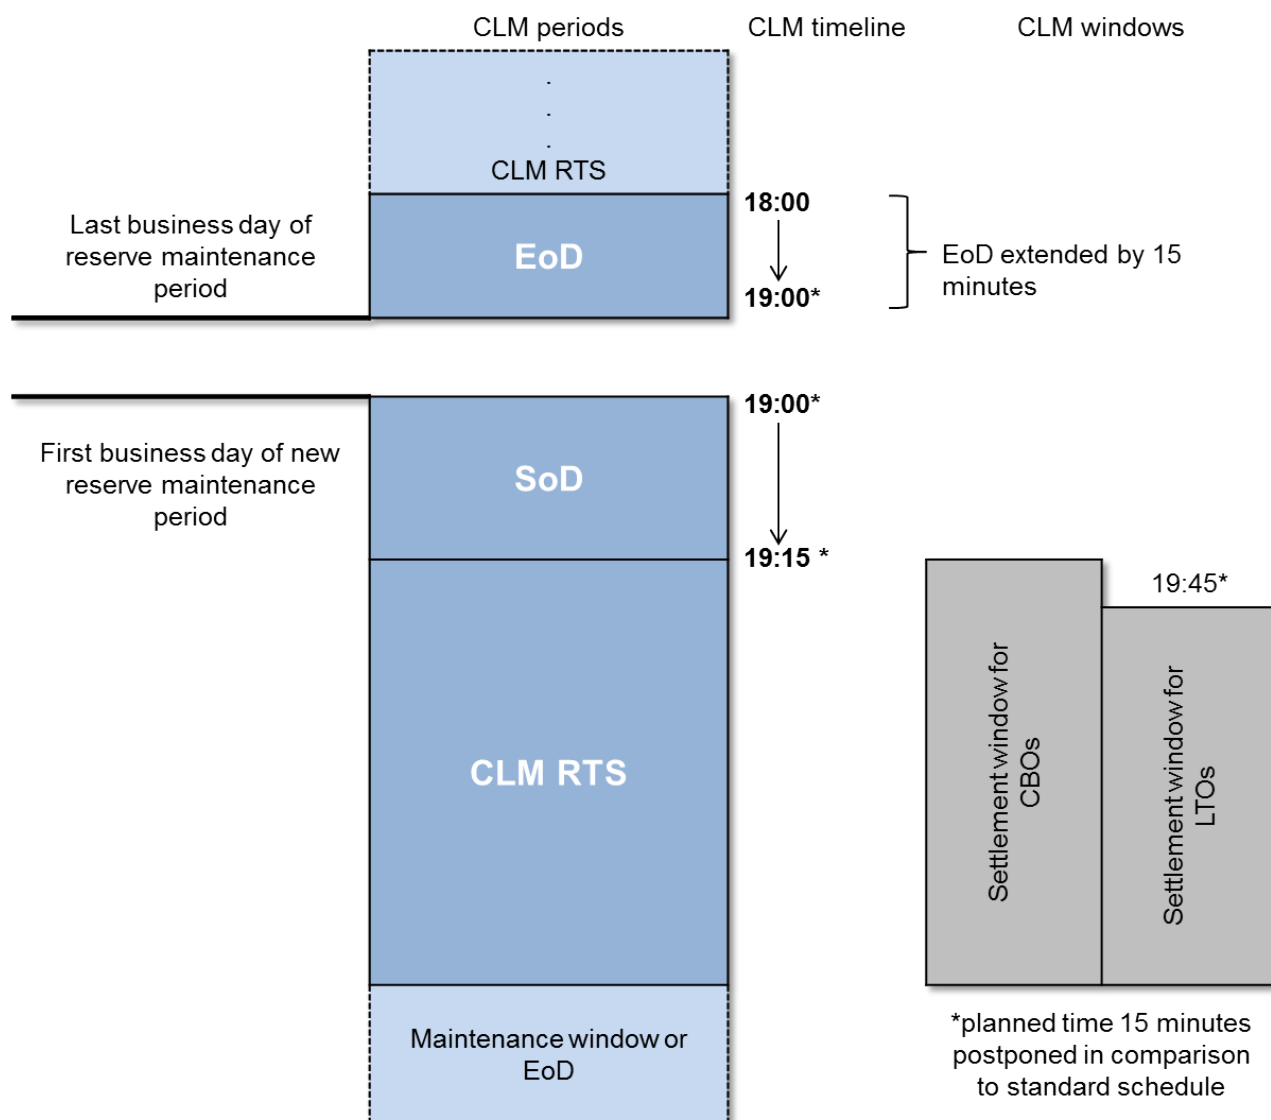 CLM periods
CLM timeline
CLM windows
.
.
.
CLM RTS
Last business day of
reserve maintenance
period
EoD
18:00
19:00*
EoD extended by 15
minutes
First business day of new
reserve maintenance
period
SoD
19:00*
19:15 *
CLM RTS
Settlement window for
CBOs
19:45*
Settlement window for
LTOs
Maintenance window or
EoD
*planned time 15 minutes
postponed in comparison
to standard schedule